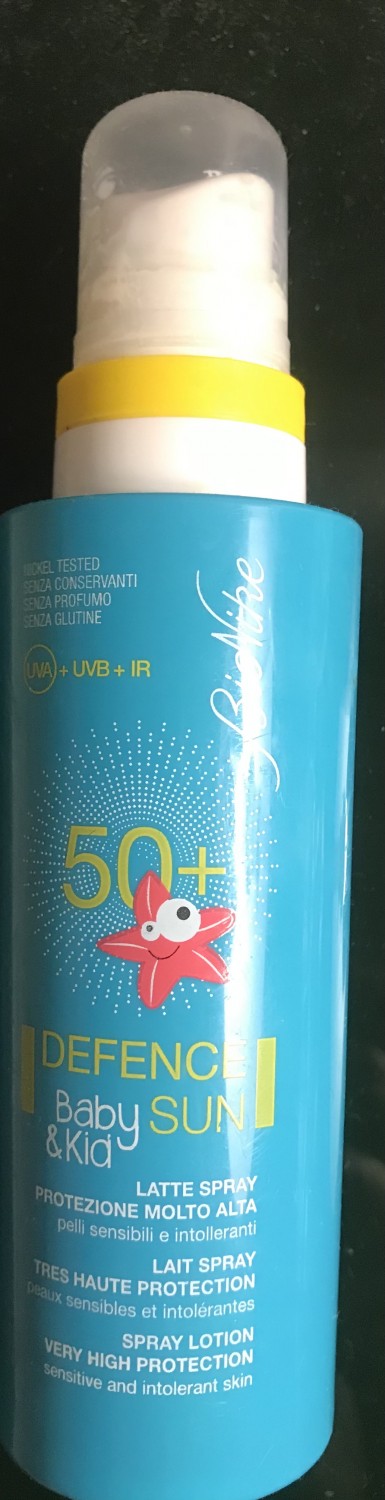 NICKEL TESTED
SENZA CONSERVANTI
SENZA PROFUMO
SENZA GLUTINE
UVA + UVB + IR
BioNike
50+
DEFENCE
Baby SUN
&Kid
LATTE SPRAY
PROTEZIONE MOLTO ALTA
pelli sensibili e intolleranti
LAIT SPRAY
TRES HAUTE PROTECTION
peaux sensibles et intolérantes
SPRAY LOTION
VERY HIGH PROTECTION
sensitive and intolerant skin